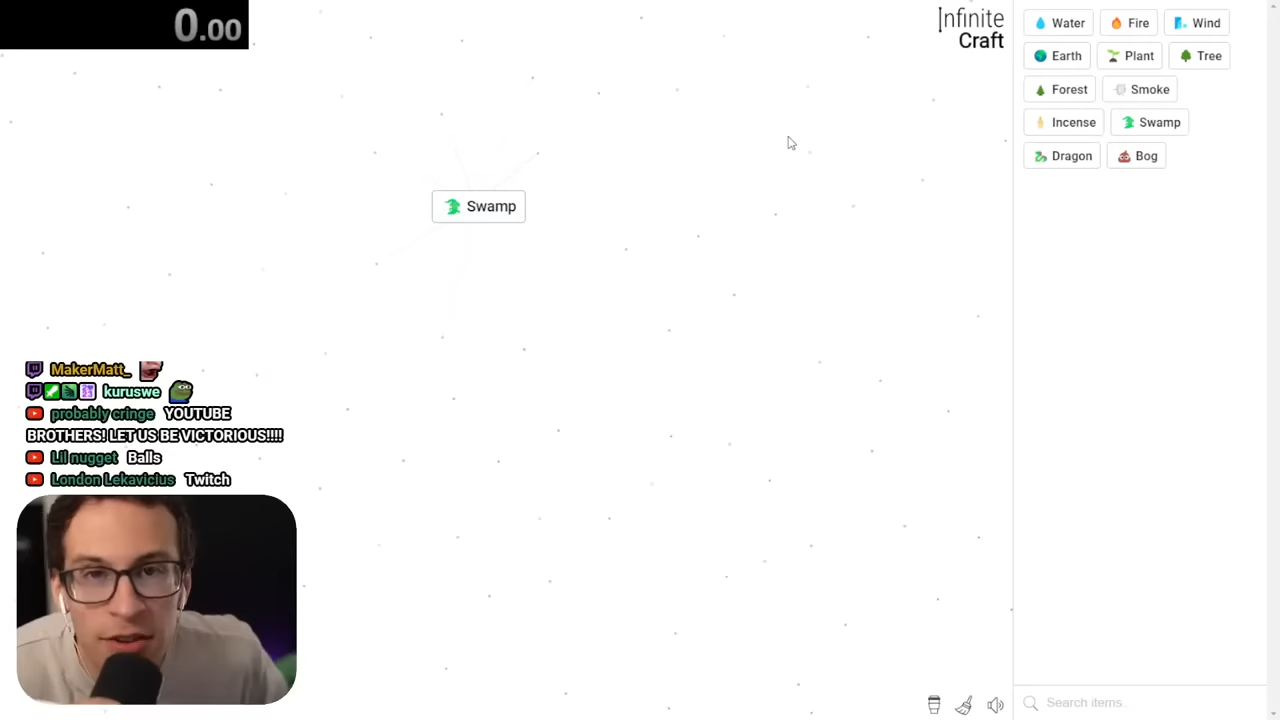 0.00
Infinite
Craft
Water
Fire
Wind
Earth
Plant
Tree
Forest
Smoke
Incense
Swamp
Dragon
Bog
Swamp
MakerMatt_
kuruswe
probably cringe YOUTUBE
BROTHERS! LET US BE VICTORIOUS!!!!
Lil nugget Balls
London Lekavicius Twitch
Search items..